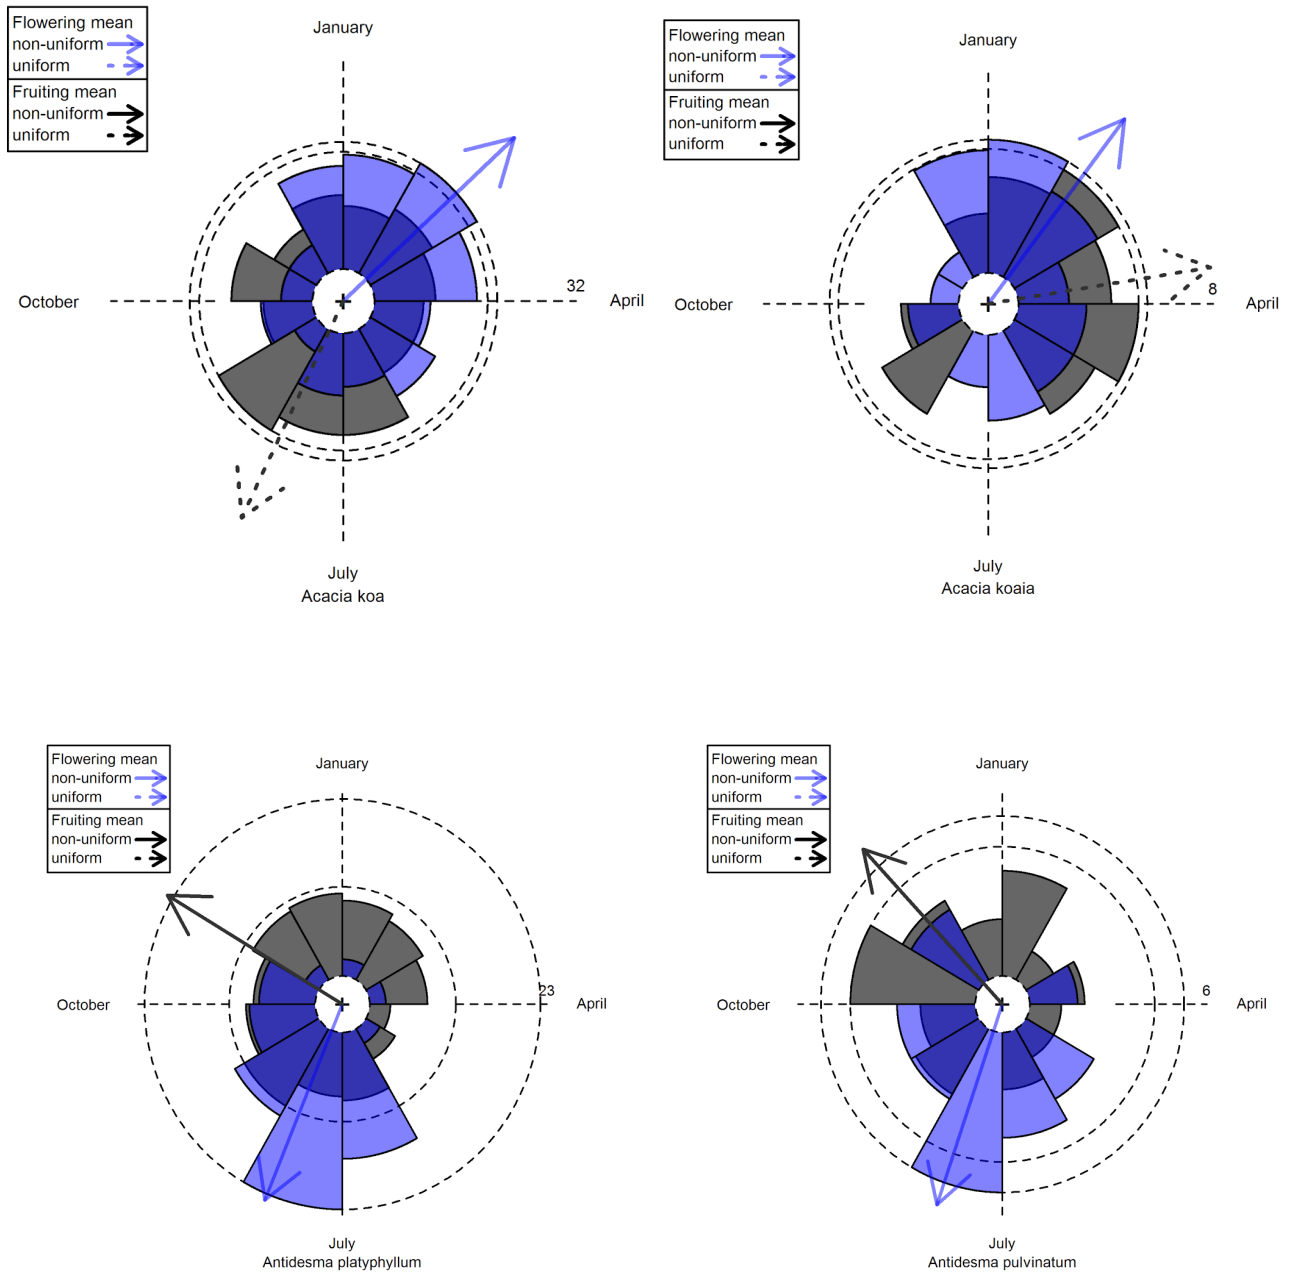 Flowering mean
non-uniform
uniform
Fruiting mean
non-uniform
uniform
January
October
32
April
July
Acacia koa
Flowering mean
non-uniform
uniform
Fruiting mean
non-uniform
uniform
January
October
8
April
July
Acacia koaia
Flowering mean
non-uniform
uniform
Fruiting mean
non-uniform
uniform
January
October
23
April
July
Antidesma platyphyllum
Flowering mean
non-uniform
uniform
Fruiting mean
non-uniform
uniform
January
October
6
April
July
Antidesma pulvinatum